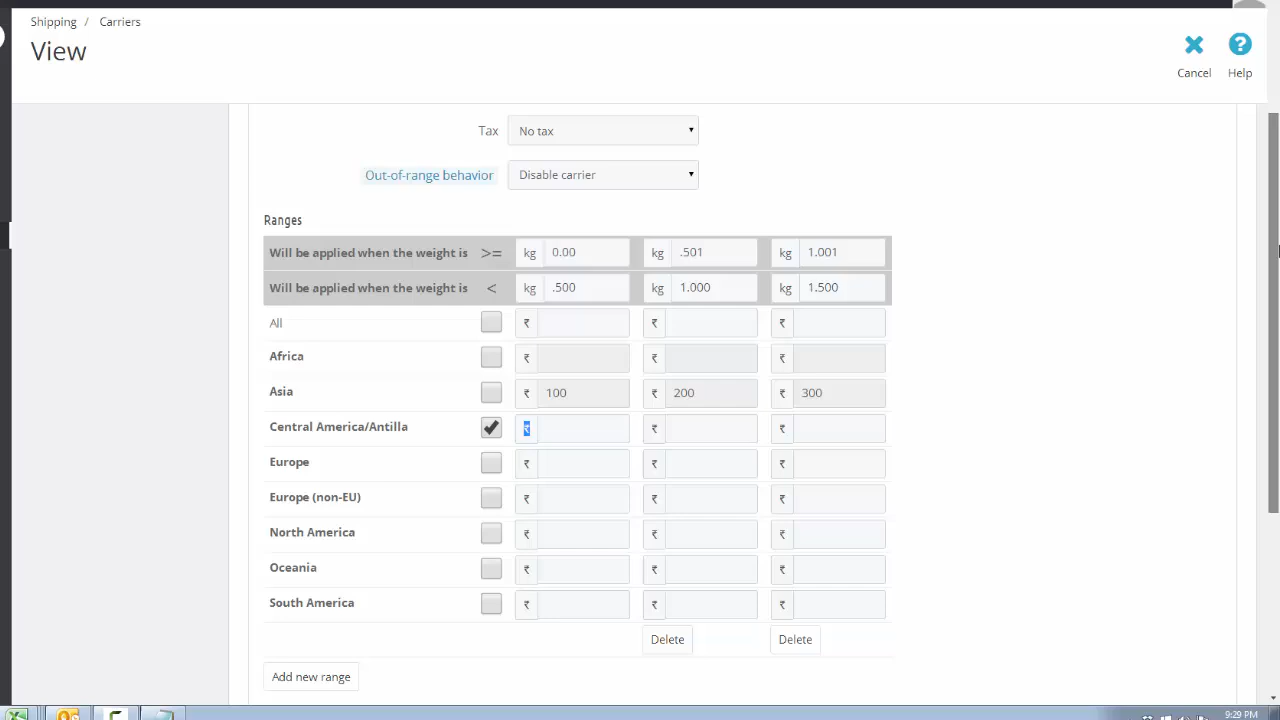 Shipping / Carriers
View
Cancel
Help
Tax No tax
Out-of-range behavior Disable carrier
Ranges
Will be applied when the weight is >= kg 0.00 kg .501 kg 1.001
Will be applied when the weight is < kg .500 kg 1.000 kg 1.500
All ₹ ₹ ₹
Africa ₹ ₹ ₹
Asia ₹ 100 ₹ 200 ₹ 300
Central America/Antilla ₹ ₹ ₹
Europe ₹ ₹ ₹
Europe (non-EU) ₹ ₹ ₹
North America ₹ ₹ ₹
Oceania ₹ ₹ ₹
South America ₹ ₹ ₹
Delete Delete
Add new range
9:29 PM